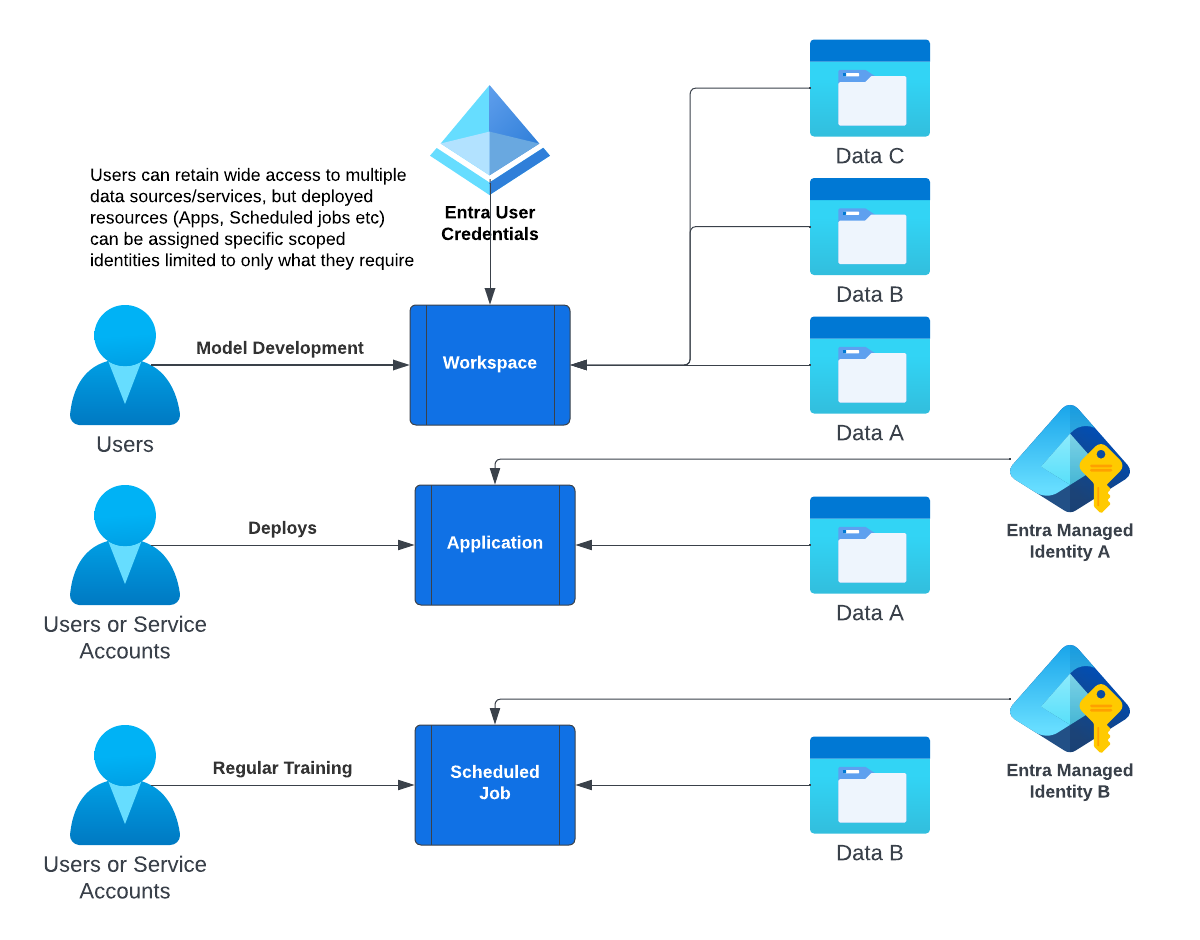 Data C
Users can retain wide access to multiple
data sources/services, but deployed
resources (Apps, Scheduled jobs etc)
can be assigned specific scoped
identities limited to only what they require
Entra User
Credentials
Data B
Model Development
Workspace
Users
Data A
Deploys
Application
Entra Managed
Identity A
Users or Service
Accounts
Data A
Regular Training
Scheduled
Job
Entra Managed
Identity B
Users or Service
Accounts
Data B